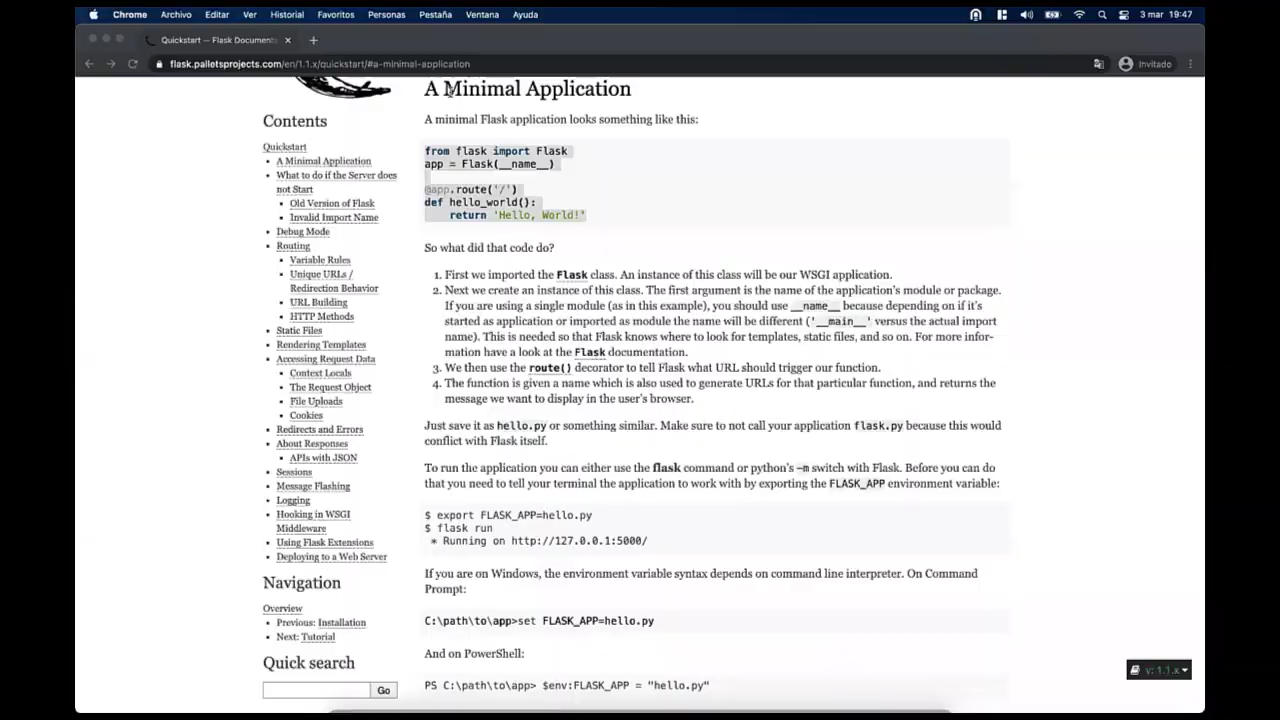 Chrome Archivo Editar Ver Historial Favoritos Personas Pestaña Ventana Ayuda 3 mar 19:47
Quickstart — Flask Documenta
flask.palletsprojects.com/en/1.1.x/quickstart/#a-minimal-application Invitado
Contents
Quickstart
A Minimal Application
What to do if the Server does
not Start
Old Version of Flask
Invalid Import Name
Debug Mode
Routing
Variable Rules
Unique URLs /
Redirection Behavior
URL Building
HTTP Methods
Static Files
Rendering Templates
Accessing Request Data
Context Locals
The Request Object
File Uploads
Cookies
Redirects and Errors
About Responses
APIs with JSON
Sessions
Message Flashing
Logging
Hooking in WSGI
Middleware
Using Flask Extensions
Deploying to a Web Server
Navigation
Overview
Previous: Installation
Next: Tutorial
Quick search
Go
A Minimal Application
A minimal Flask application looks something like this:
from flask import Flask
app = Flask(__name__)
@app.route('/')
def hello_world():
return 'Hello, World!'
So what did that code do?
1. First we imported the Flask class. An instance of this class will be our WSGI application.
2. Next we create an instance of this class. The first argument is the name of the application's module or package.
If you are using a single module (as in this example), you should use __name__ because depending on if it's
started as application or imported as module the name will be different ('__main__' versus the actual import
name). This is needed so that Flask knows where to look for templates, static files, and so on. For more infor-
mation have a look at the Flask documentation.
3. We then use the route() decorator to tell Flask what URL should trigger our function.
4. The function is given a name which is also used to generate URLs for that particular function, and returns the
message we want to display in the user's browser.
Just save it as hello.py or something similar. Make sure to not call your application flask.py because this would
conflict with Flask itself.
To run the application you can either use the flask command or python's -m switch with Flask. Before you can do
that you need to tell your terminal the application to work with by exporting the FLASK_APP environment variable:
$ export FLASK_APP=hello.py
$ flask run
* Running on http://127.0.0.1:5000/
If you are on Windows, the environment variable syntax depends on command line interpreter. On Command
Prompt:
C:\path\to\app>set FLASK_APP=hello.py
And on PowerShell:
PS C:\path\to\app> $env:FLASK_APP = "hello.py"
v: 1.1.x